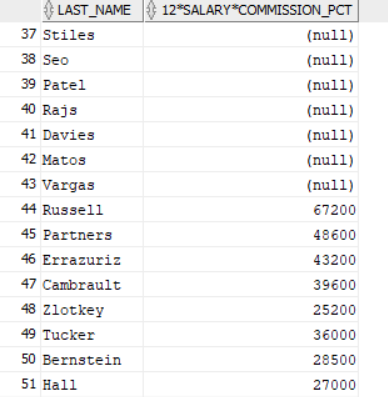 LAST_NAME 12*SALARY*COMMISSION_PCT
37 Stiles (null)
38 Seo (null)
39 Patel (null)
40 Rajs (null)
41 Davies (null)
42 Matos (null)
43 Vargas (null)
44 Russell 67200
45 Partners 48600
46 Errazuriz 43200
47 Cambrault 39600
48 Zlotkey 25200
49 Tucker 36000
50 Bernstein 28500
51 Hall 27000